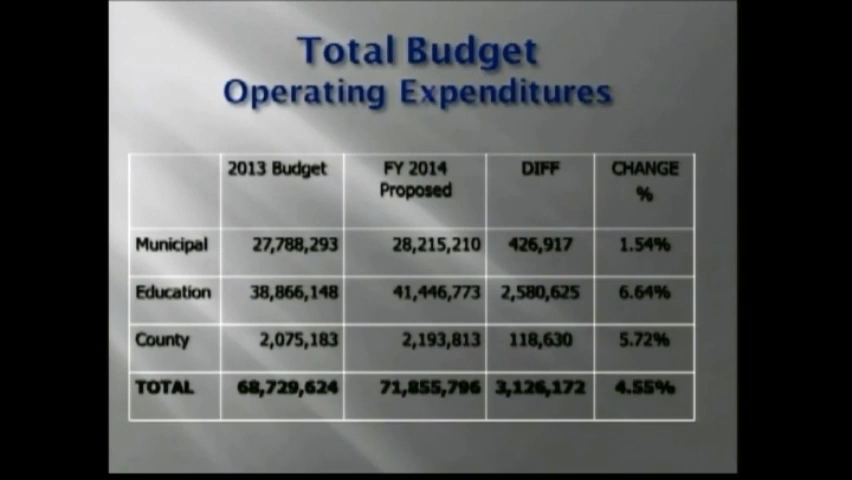 Total Budget
Operating Expenditures
2013 Budget FY 2014 Proposed DIFF CHANGE %
Municipal 27,788,293 28,215,210 426,917 1.54%
Education 38,866,148 41,446,773 2,580,625 6.64%
County 2,075,183 2,193,813 118,630 5.72%
TOTAL 68,729,624 71,855,796 3,126,172 4.55%